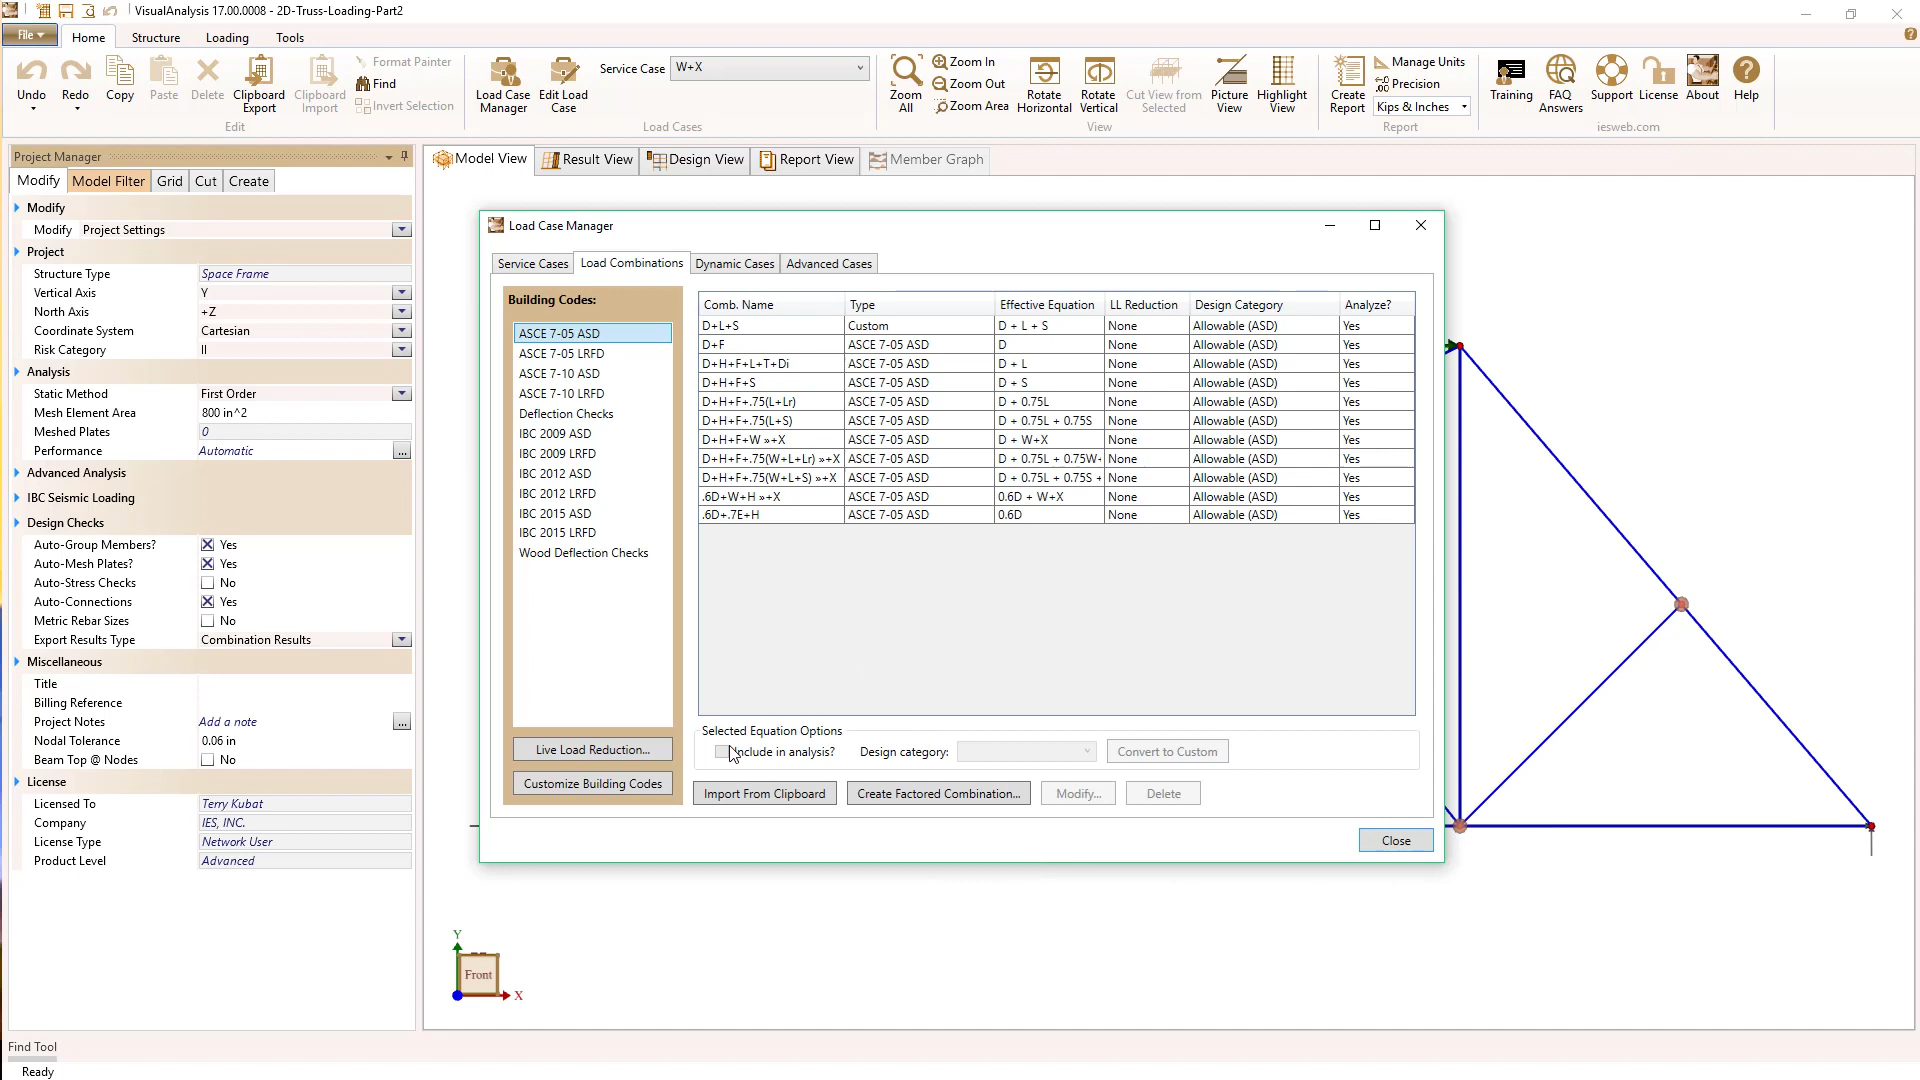 VisualAnalysis 17.00.0008 - 2D-Truss-Loading-Part2
File Home Structure Loading Tools
Undo Redo Copy Paste Delete Clipboard Export Clipboard Import
Format Painter
Find
Invert Selection
Edit
Load Case Manager Edit Load Case
Service Case W+X
Load Cases
Zoom All
Zoom In
Zoom Out
Zoom Area
Rotate Horizontal Rotate Vertical Cut View from Selected Picture View Highlight View
View
Create Report
Manage Units
Precision
Kips & Inches
Report
Training FAQ Answers Support License About Help
iesweb.com
Project Manager
Modify Model Filter Grid Cut Create
Modify
Modify Project Settings
Project
Structure Type Space Frame
Vertical Axis Y
North Axis +Z
Coordinate System Cartesian
Risk Category II
Analysis
Static Method First Order
Mesh Element Area 800 in^2
Meshed Plates 0
Performance Automatic ...
Advanced Analysis
IBC Seismic Loading
Design Checks
Auto-Group Members? Yes
Auto-Mesh Plates? Yes
Auto-Stress Checks No
Auto-Connections Yes
Metric Rebar Sizes No
Export Results Type Combination Results
Miscellaneous
Title
Billing Reference
Project Notes Add a note ...
Nodal Tolerance 0.06 in
Beam Top @ Nodes No
License
Licensed To Terry Kubat
Company IES, INC.
License Type Network User
Product Level Advanced
Model View Result View Design View Report View Member Graph
Load Case Manager
Service Cases Load Combinations Dynamic Cases Advanced Cases
Building Codes:
ASCE 7-05 ASD
ASCE 7-05 LRFD
ASCE 7-10 ASD
ASCE 7-10 LRFD
Deflection Checks
IBC 2009 ASD
IBC 2009 LRFD
IBC 2012 ASD
IBC 2012 LRFD
IBC 2015 ASD
IBC 2015 LRFD
Wood Deflection Checks
Live Load Reduction...
Customize Building Codes
Comb. Name Type Effective Equation LL Reduction Design Category Analyze?
D+L+S Custom D + L + S None Allowable (ASD) Yes
D+F ASCE 7-05 ASD D None Allowable (ASD) Yes
D+H+F+L+T+Di ASCE 7-05 ASD D + L None Allowable (ASD) Yes
D+H+F+S ASCE 7-05 ASD D + S None Allowable (ASD) Yes
D+H+F+.75(L+Lr) ASCE 7-05 ASD D + 0.75L None Allowable (ASD) Yes
D+H+F+.75(L+S) ASCE 7-05 ASD D + 0.75L + 0.75S None Allowable (ASD) Yes
D+H+F+W »+X ASCE 7-05 ASD D + W+X None Allowable (ASD) Yes
D+H+F+.75(W+L+Lr) »+X ASCE 7-05 ASD D + 0.75L + 0.75W+ None Allowable (ASD) Yes
D+H+F+.75(W+L+S) »+X ASCE 7-05 ASD D + 0.75L + 0.75S + None Allowable (ASD) Yes
.6D+W+H »+X ASCE 7-05 ASD 0.6D + W+X None Allowable (ASD) Yes
.6D+.7E+H ASCE 7-05 ASD 0.6D None Allowable (ASD) Yes
Selected Equation Options
Include in analysis? Design category: Convert to Custom
Import From Clipboard Create Factored Combination... Modify... Delete
Close
Y
Front
X
Find Tool
Ready